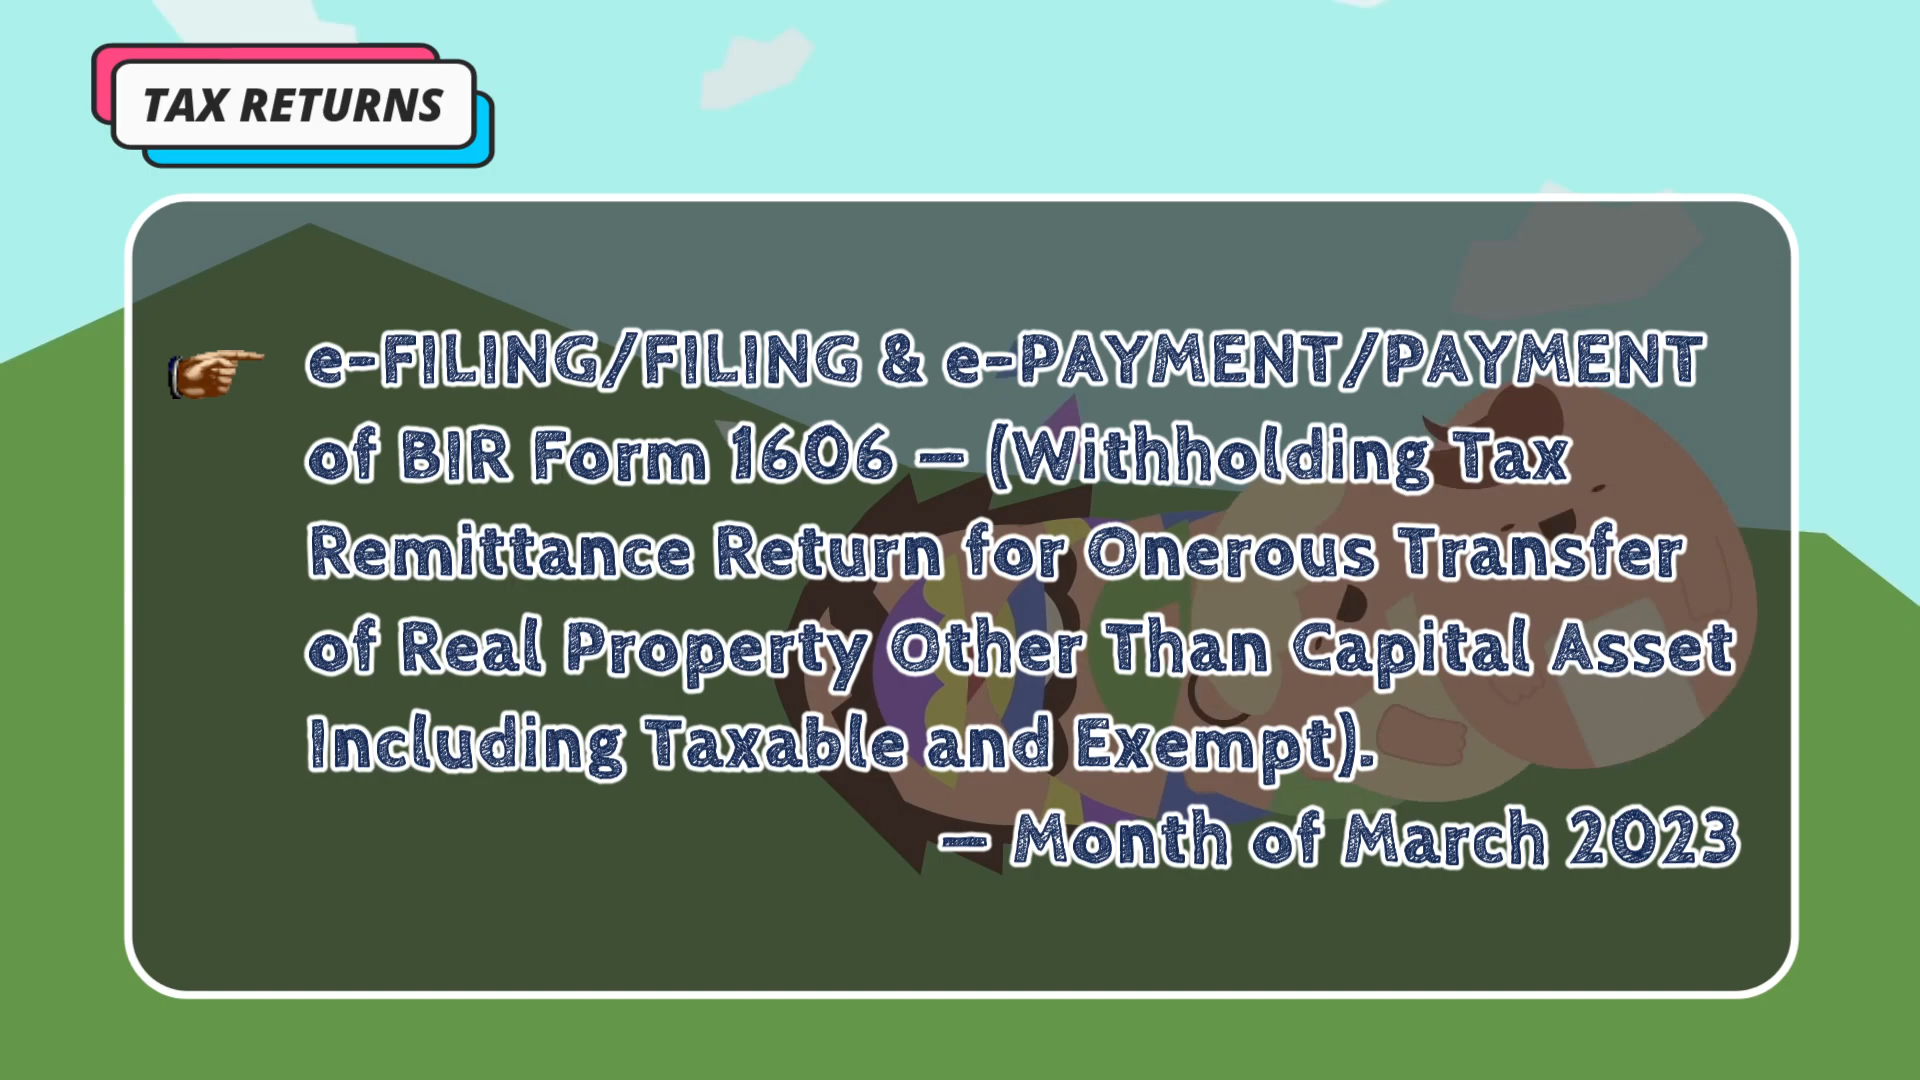 TAX RETURNS
e-FILING/FILING & e-PAYMENT/PAYMENT
of BIR Form 1606 – (Withholding Tax
Remittance Return for Onerous Transfer
of Real Property Other Than Capital Asset
Including Taxable and Exempt).
– Month of March 2023